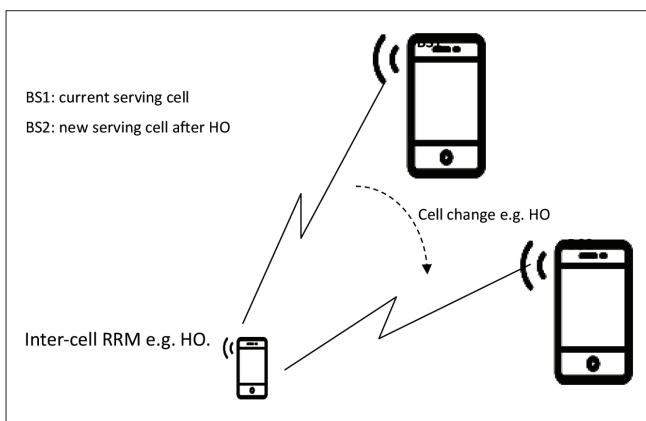 BS1: current serving cell
BS2: new serving cell after HO
Cell change e.g. HO
Inter-cell RRM e.g. HO.